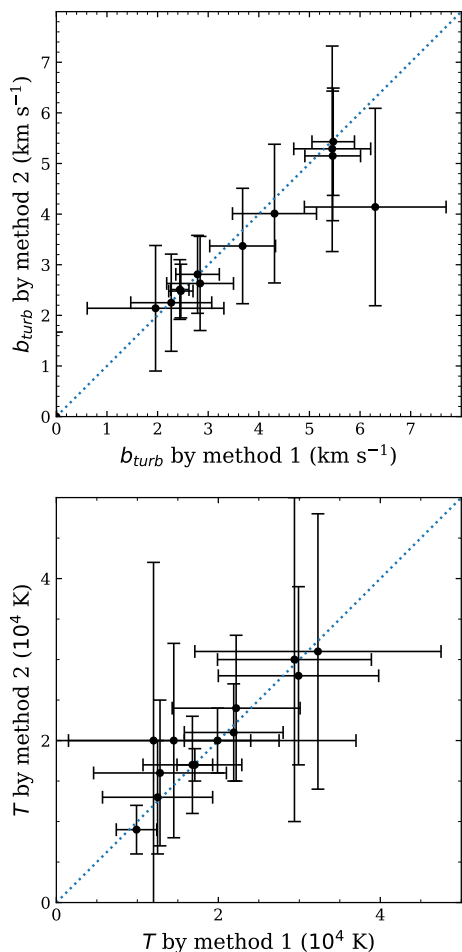 7
6
5
4
3
2
1
0
b_turb by method 2 (km s⁻¹)
0 1 2 3 4 5 6 7
b_turb by method 1 (km s⁻¹)
4
2
0
T by method 2 (10⁴ K)
0 2 4
T by method 1 (10⁴ K)